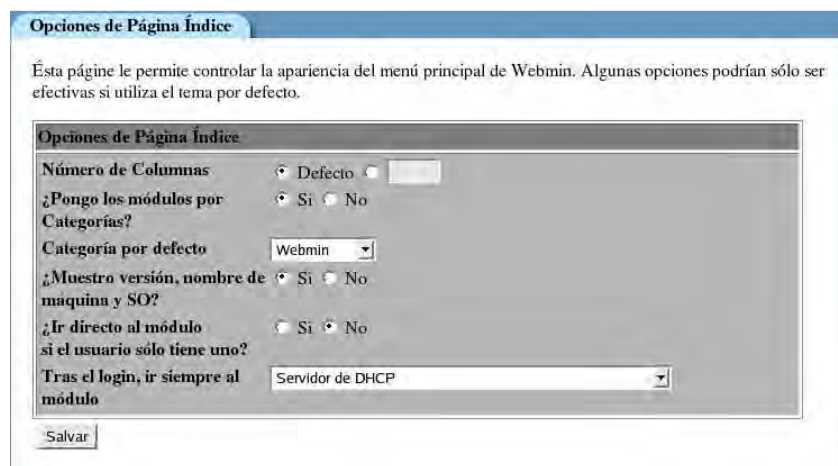 Opciones de Página Índice
Ésta págine le permite controlar la apariencia del menú principal de Webmin. Algunas opciones podrían sólo ser
efectivas si utiliza el tema por defecto.
Opciones de Página Índice
Número de Columnas Defecto
¿Pongo los módulos por
Categorías? Si No
Categoría por defecto Webmin
¿Muestro versión, nombre de
maquina y SO? Si No
¿Ir directo al módulo
si el usuario sólo tiene uno? Si No
Tras el login, ir siempre al
módulo Servidor de DHCP
Salvar